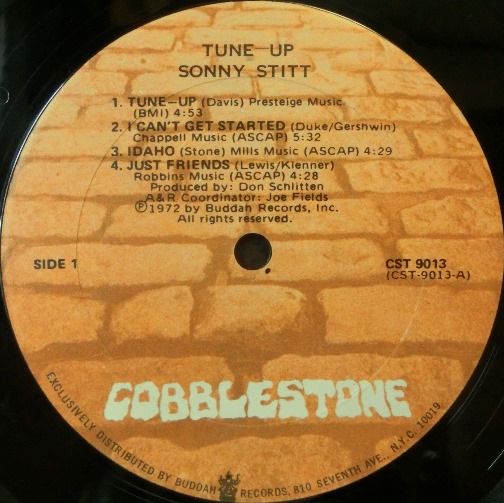 TUNE—UP
SONNY STITT
1. TUNE—UP (Davis) Presteige Music
(BMI) 4:53
2. I CAN'T GET STARTED (Duke/Gershwin)
Chappell Music (ASCAP) 5:32
3. IDAHO (Stone) Mills Music (ASCAP) 4:29
4. JUST FRIENDS (Lewis/Klenner)
Robbins Music (ASCAP) 4:28
Produced by: Don Schlitten
A&R Coordinator: Joe Fields
℗1972 by Buddah Records, Inc.
All rights reserved.
SIDE 1
CST 9013
(CST-9013-A)
COBBLESTONE
EXCLUSIVELY DISTRIBUTED BY BUDDAH RECORDS, 810 SEVENTH AVE., N.Y.C. 10019